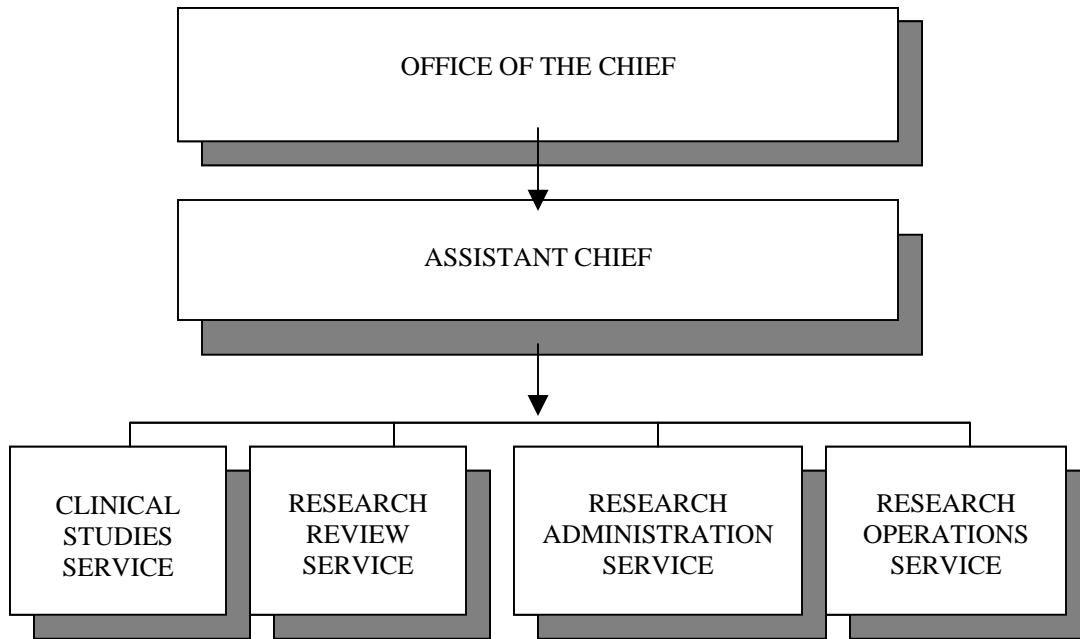 OFFICE OF THE CHIEF
ASSISTANT CHIEF
CLINICAL
STUDIES
SERVICE
RESEARCH
REVIEW
SERVICE
RESEARCH
ADMINISTRATION
SERVICE
RESEARCH
OPERATIONS
SERVICE